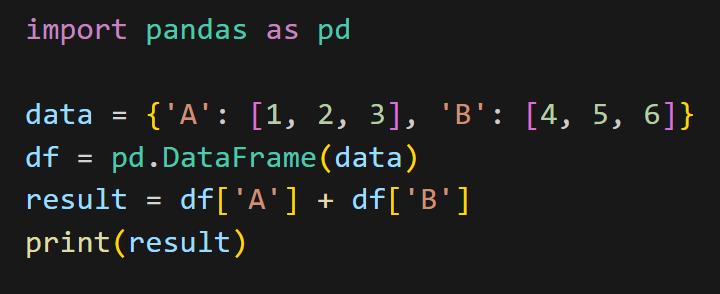 import pandas as pd
data = {'A': [1, 2, 3], 'B': [4, 5, 6]}
df = pd.DataFrame(data)
result = df['A'] + df['B']
print(result)